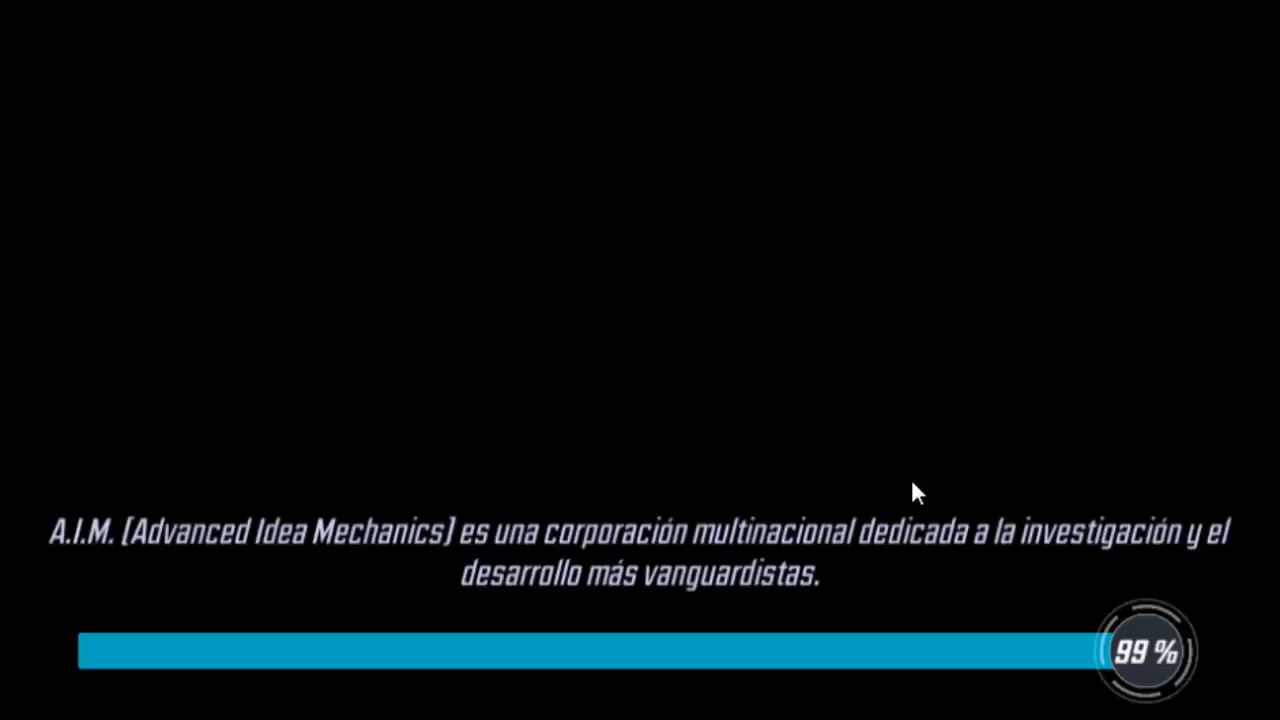 A.I.M. (Advanced Idea Mechanics) es una corporación multinacional dedicada a la investigación y el
desarrollo más vanguardistas.
99 %